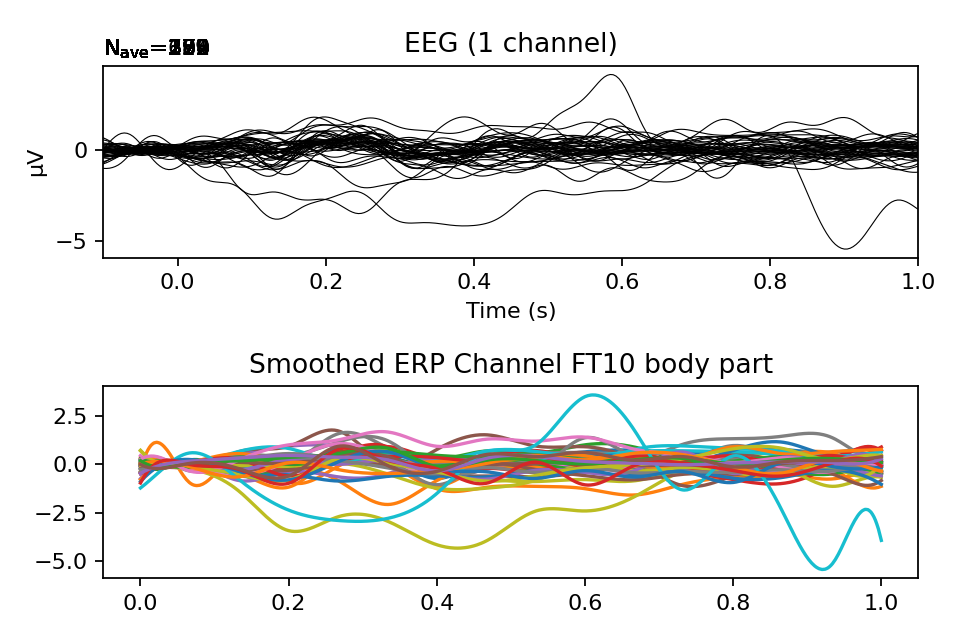 N_ave=
EEG (1 channel)
μV
0
−5
0.0 0.2 0.4 0.6 0.8 1.0
Time (s)
Smoothed ERP Channel FT10 body part
2.5
0.0
−2.5
−5.0
0.0 0.2 0.4 0.6 0.8 1.0